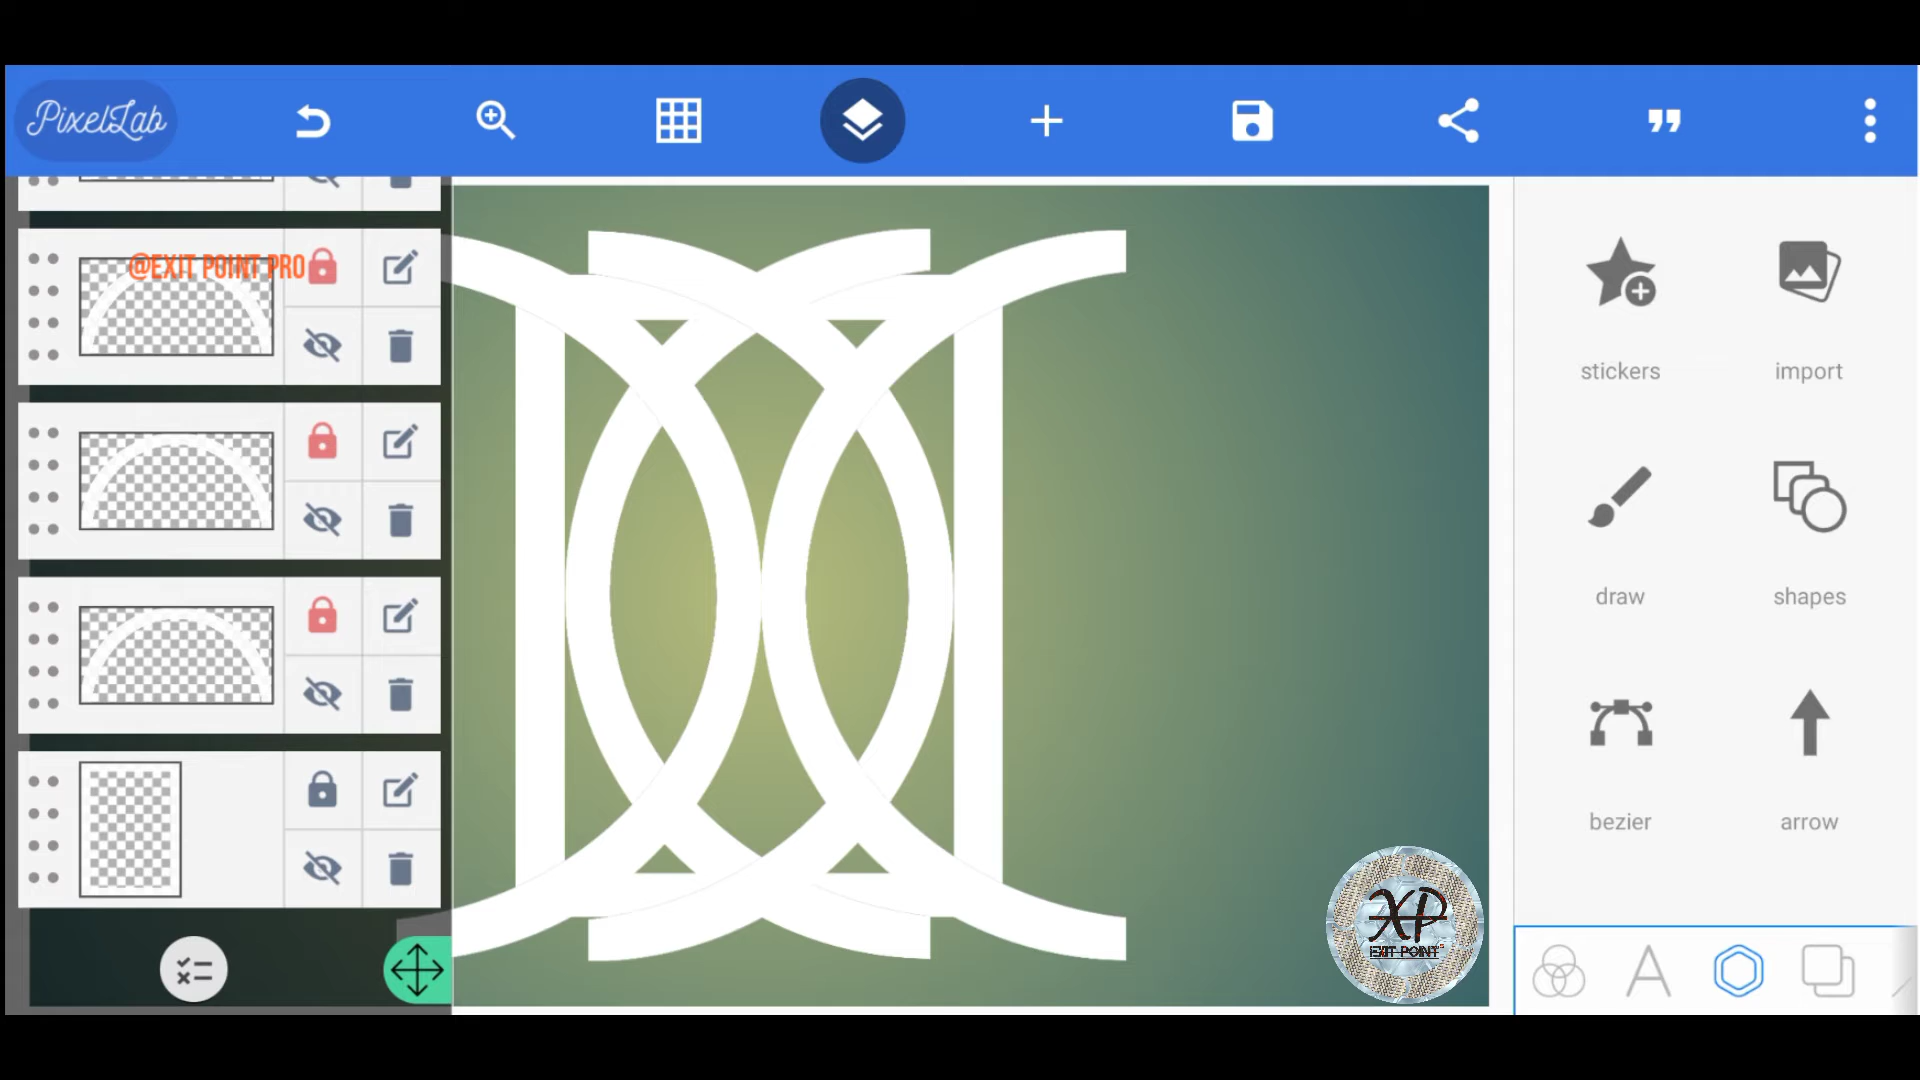 PixelLab
@EXIT POINT PRO
stickers
import
draw
shapes
bezier
arrow
XP
EXIT POINT